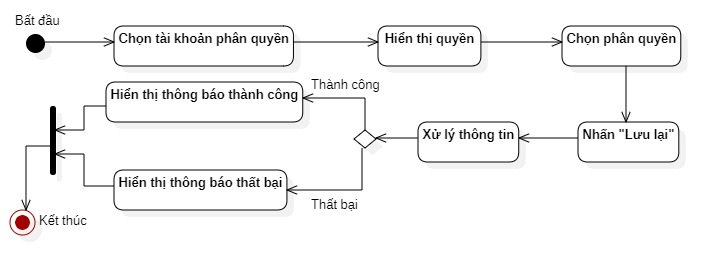 Bất đầu
Chọn tài khoản phân quyền
Hiển thị quyền
Chọn phân quyền
Hiển thị thông báo thành công
Thành công
Xử lý thông tin
Nhấn "Lưu lại"
Hiển thị thông báo thất bại
Thất bại
Kết thúc